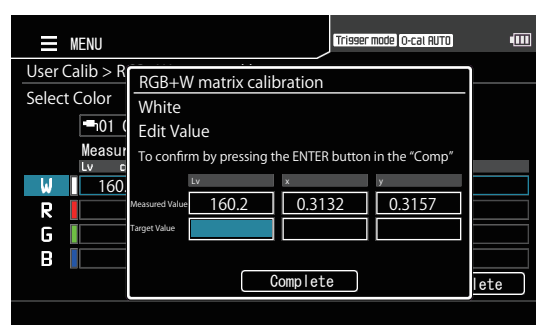 MENU
Trigger mode O-cal AUTO
User Calib > R
RGB+W matrix calibration
Select Color
White
01
Edit Value
Measur
To confirm by pressing the ENTER button in the “Comp”
Lv c
Lv x y
W 160.
Measured Value 160.2 0.3132 0.3157
R
Target Value
G
B
Complete
lete